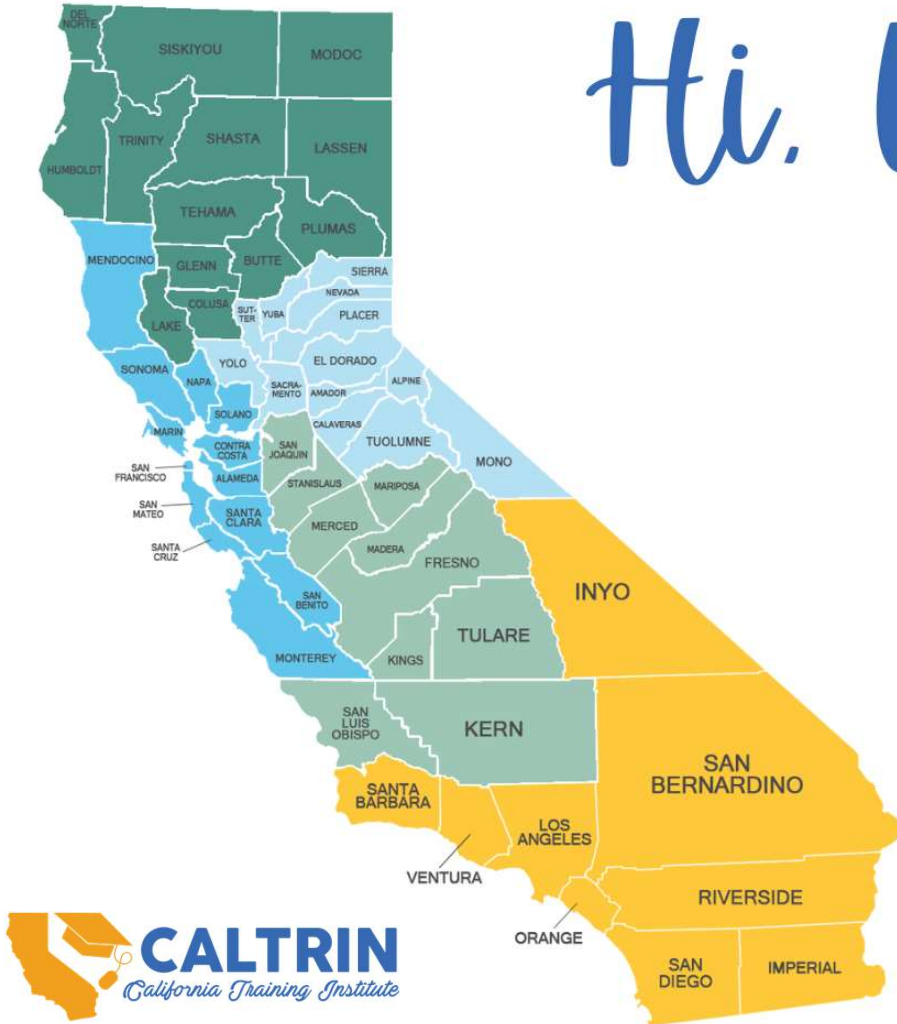 Hi,
DEL
NORTE
SISKIYOU
MODOC
HUMBOLDT
TRINITY
SHASTA
LASSEN
TEHAMA
PLUMAS
MENDOCINO
GLENN
BUTTE
SIERRA
NEVADA
COLUSA
SUT-
TER
YUBA
PLACER
LAKE
SONOMA
NAPA
YOLO
EL DORADO
SACRA-
MENTO
AMADOR
ALPINE
SOLANO
CALAVERAS
MARIN
CONTRA
COSTA
SAN
JOAQUIN
TUOLUMNE
MONO
SAN
FRANCISCO
ALAMEDA
STANISLAUS
MARIPOSA
SAN
MATEO
SANTA
CLARA
MERCED
SANTA
CRUZ
MADERA
FRESNO
SAN
BENITO
INYO
MONTEREY
KINGS
TULARE
SAN
LUIS
OBISPO
KERN
SAN
BERNARDINO
SANTA
BARBARA
LOS
ANGELES
VENTURA
RIVERSIDE
ORANGE
SAN
DIEGO
IMPERIAL
CALTRIN
California Training Institute